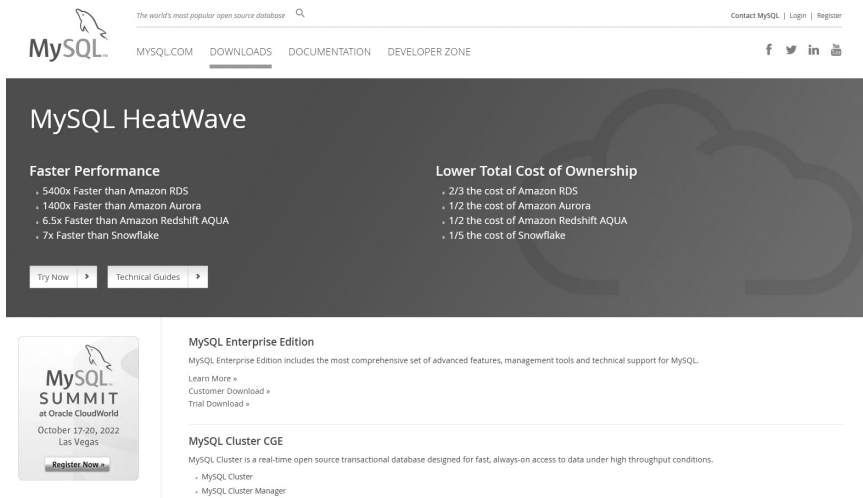 The world's most popular open source database
Contact MySQL | Login | Register
MySQL™
MYSQL.COM DOWNLOADS DOCUMENTATION DEVELOPER ZONE
MySQL HeatWave
Faster Performance
5400x Faster than Amazon RDS
1400x Faster than Amazon Aurora
6.5x Faster than Amazon Redshift AQUA
7x Faster than Snowflake
Lower Total Cost of Ownership
2/3 the cost of Amazon RDS
1/2 the cost of Amazon Aurora
1/2 the cost of Amazon Redshift AQUA
1/5 the cost of Snowflake
Try Now
Technical Guides
MySQL™
SUMMIT
at Oracle CloudWorld
October 17-20, 2022
Las Vegas
Register Now »
MySQL Enterprise Edition
MySQL Enterprise Edition includes the most comprehensive set of advanced features, management tools and technical support for MySQL.
Learn More »
Customer Download »
Trial Download »
MySQL Cluster CGE
MySQL Cluster is a real-time open source transactional database designed for fast, always-on access to data under high throughput conditions.
MySQL Cluster
MySQL Cluster Manager